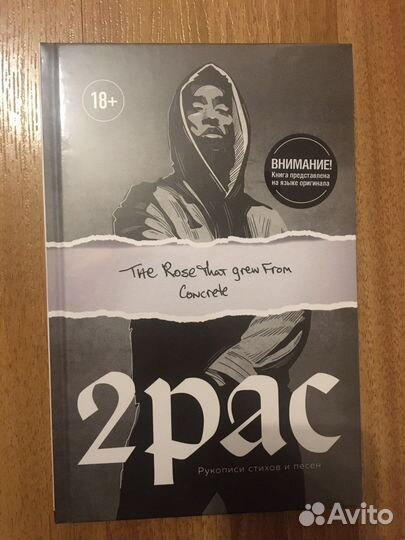 18+
ВНИМАНИЕ!
Книга представлена
на языке оригинала
THE ROSE that grew From
Concrete
2pac
Рукописи стихов и песен
Avito